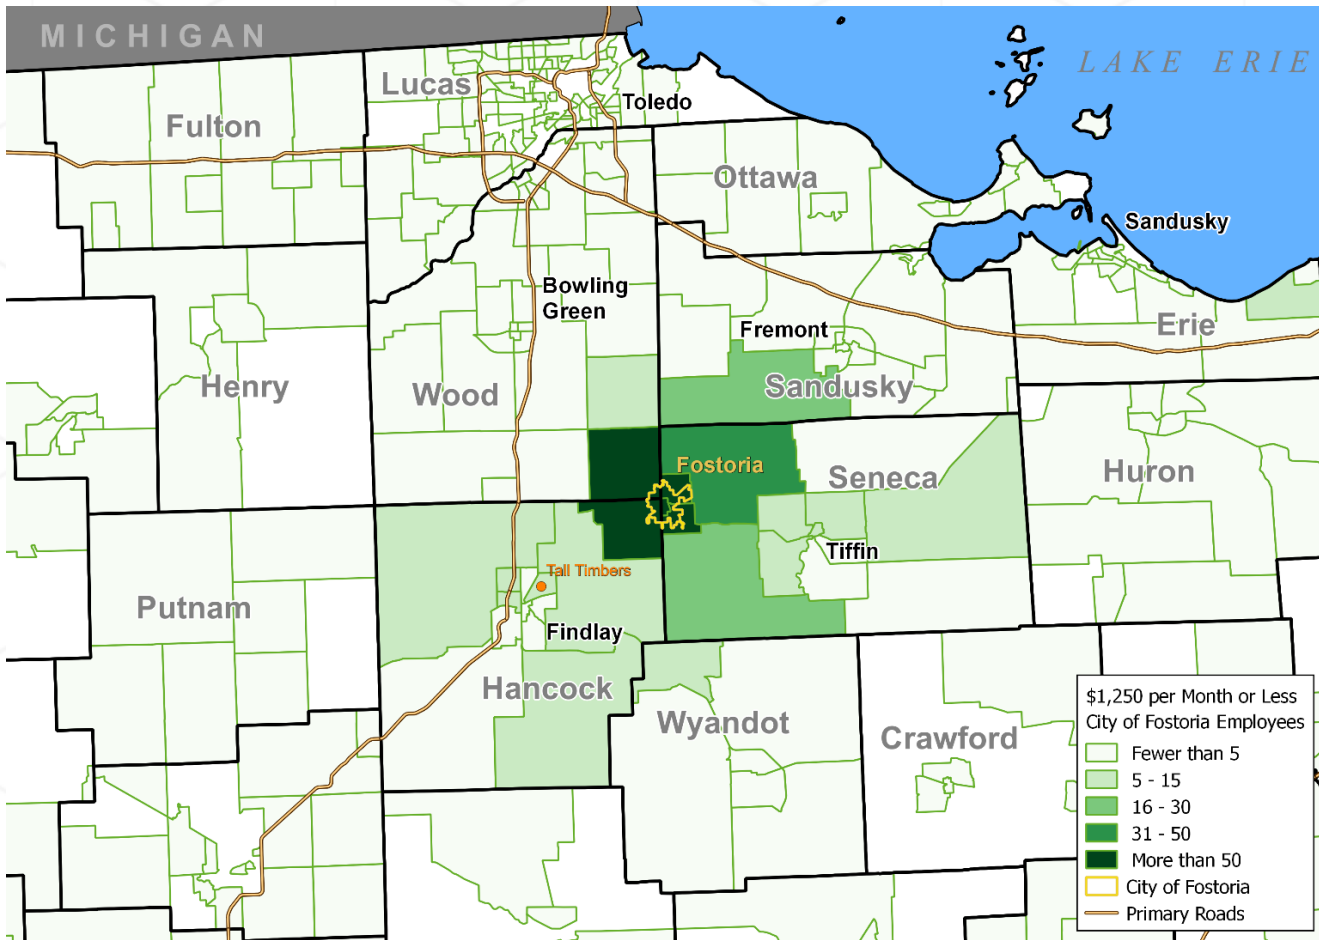 MICHIGAN
LAKE ERIE
Lucas
Toledo
Fulton
Ottawa
Sandusky
Bowling
Green
Erie
Fremont
Henry
Wood
Sandusky
Fostoria
Seneca
Huron
Tiffin
Tall Timbers
Putnam
Findlay
Hancock
Wyandot
Crawford
$1,250 per Month or Less
City of Fostoria Employees
Fewer than 5
5 - 15
16 - 30
31 - 50
More than 50
City of Fostoria
Primary Roads